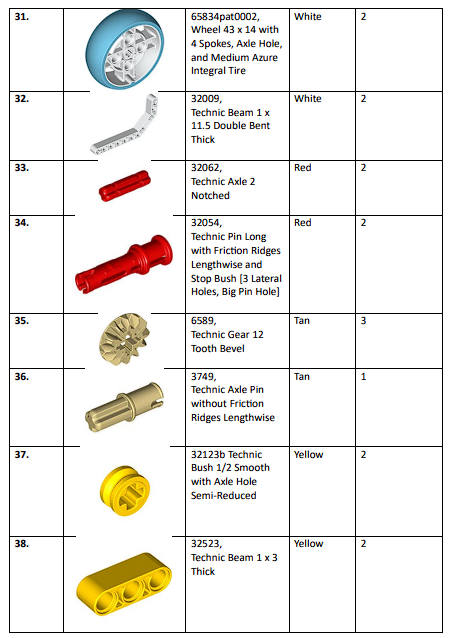 31. 65834pat0002, White 2
Wheel 43 x 14 with
4 Spokes, Axle Hole,
and Medium Azure
Integral Tire
32. 32009, White 2
Technic Beam 1 x
11.5 Double Bent
Thick
33. 32062, Red 2
Technic Axle 2
Notched
34. 32054, Red 2
Technic Pin Long
with Friction Ridges
Lengthwise and
Stop Bush [3 Lateral
Holes, Big Pin Hole]
35. 6589, Tan 3
Technic Gear 12
Tooth Bevel
36. 3749, Tan 1
Technic Axle Pin
without Friction
Ridges Lengthwise
37. 32123b Technic Yellow 2
Bush 1/2 Smooth
with Axle Hole
Semi-Reduced
38. 32523, Yellow 2
Technic Beam 1 x 3
Thick